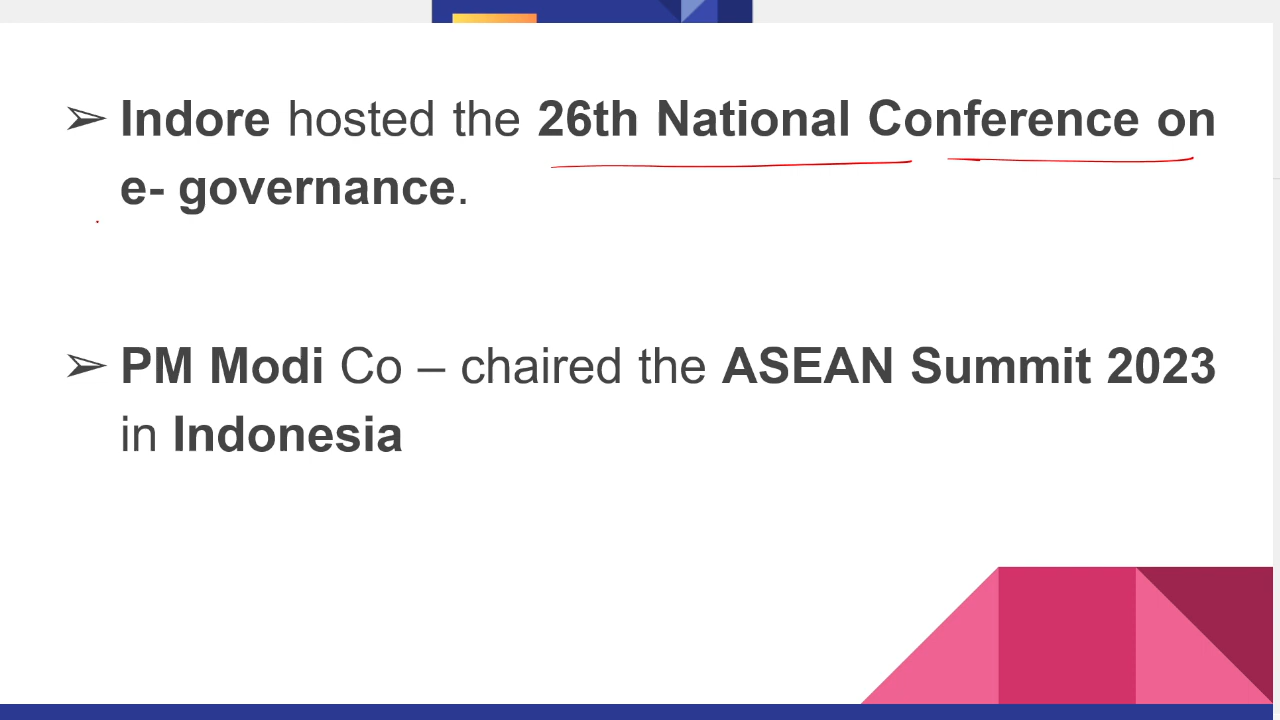 ➢ Indore hosted the 26th National Conference on
e- governance.
➢ PM Modi Co – chaired the ASEAN Summit 2023
in Indonesia